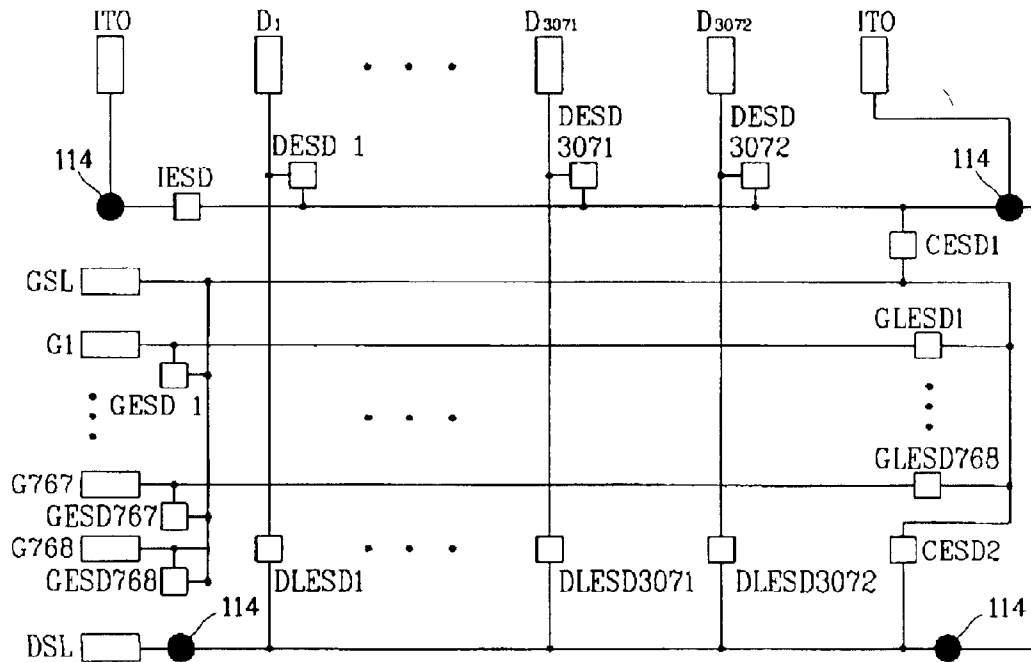 ITO D1 D3071 D3072 ITO
DESD 1
DESD
3071
DESD
3072
114
IESD
114
CESD1
GSL
G1
GLESD1
GESD 1
G767
GLESD768
GESD767
G768
CESD2
GESD768
DLESD1
DLESD3071
DLESD3072
114
114
DSL